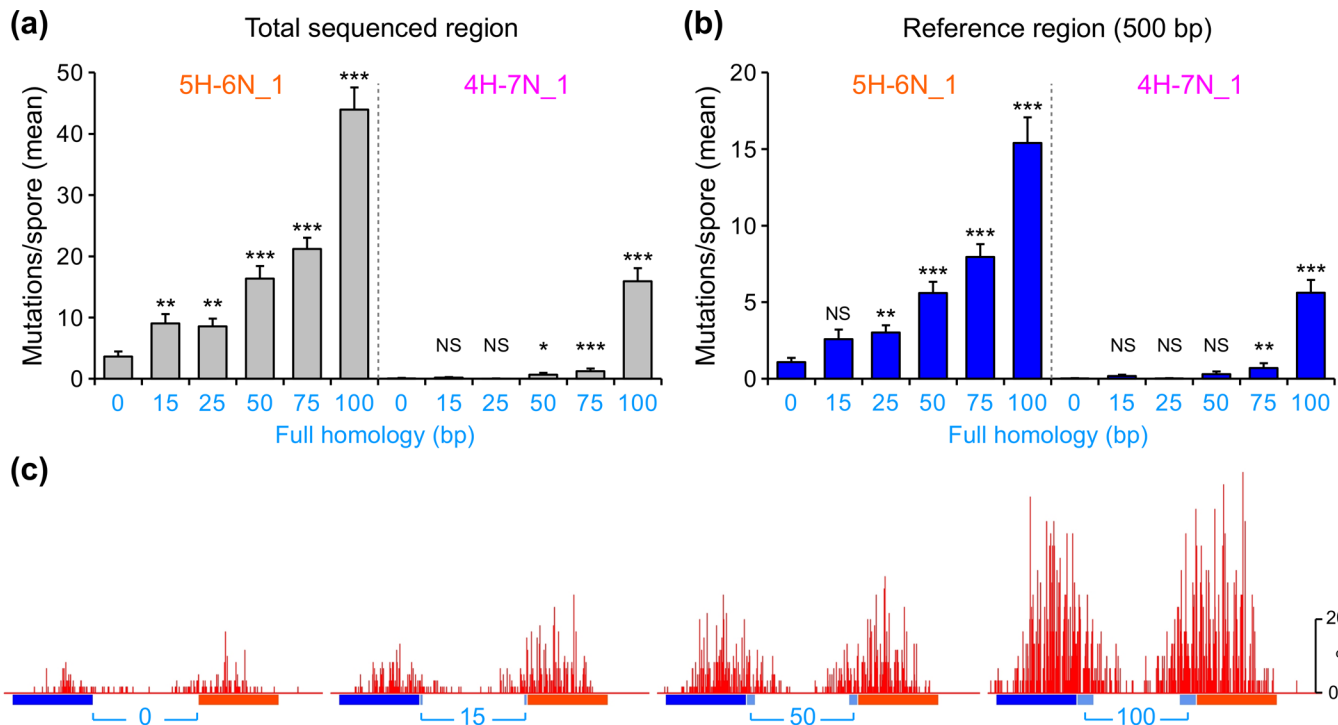 (a) Total sequenced region
5H-6N_1 4H-7N_1
Mutations/spore (mean)
50
40
30
20
10
0
** ** *** *** *** NS NS * *** ***
0 15 25 50 75 100 0 15 25 50 75 100
Full homology (bp)
(b) Reference region (500 bp)
5H-6N_1 4H-7N_1
Mutations/spore (mean)
20
15
10
5
0
NS ** *** *** *** NS NS NS ** ***
0 15 25 50 75 100 0 15 25 50 75 100
Full homology (bp)
(c)
0 15 50 100
20
0